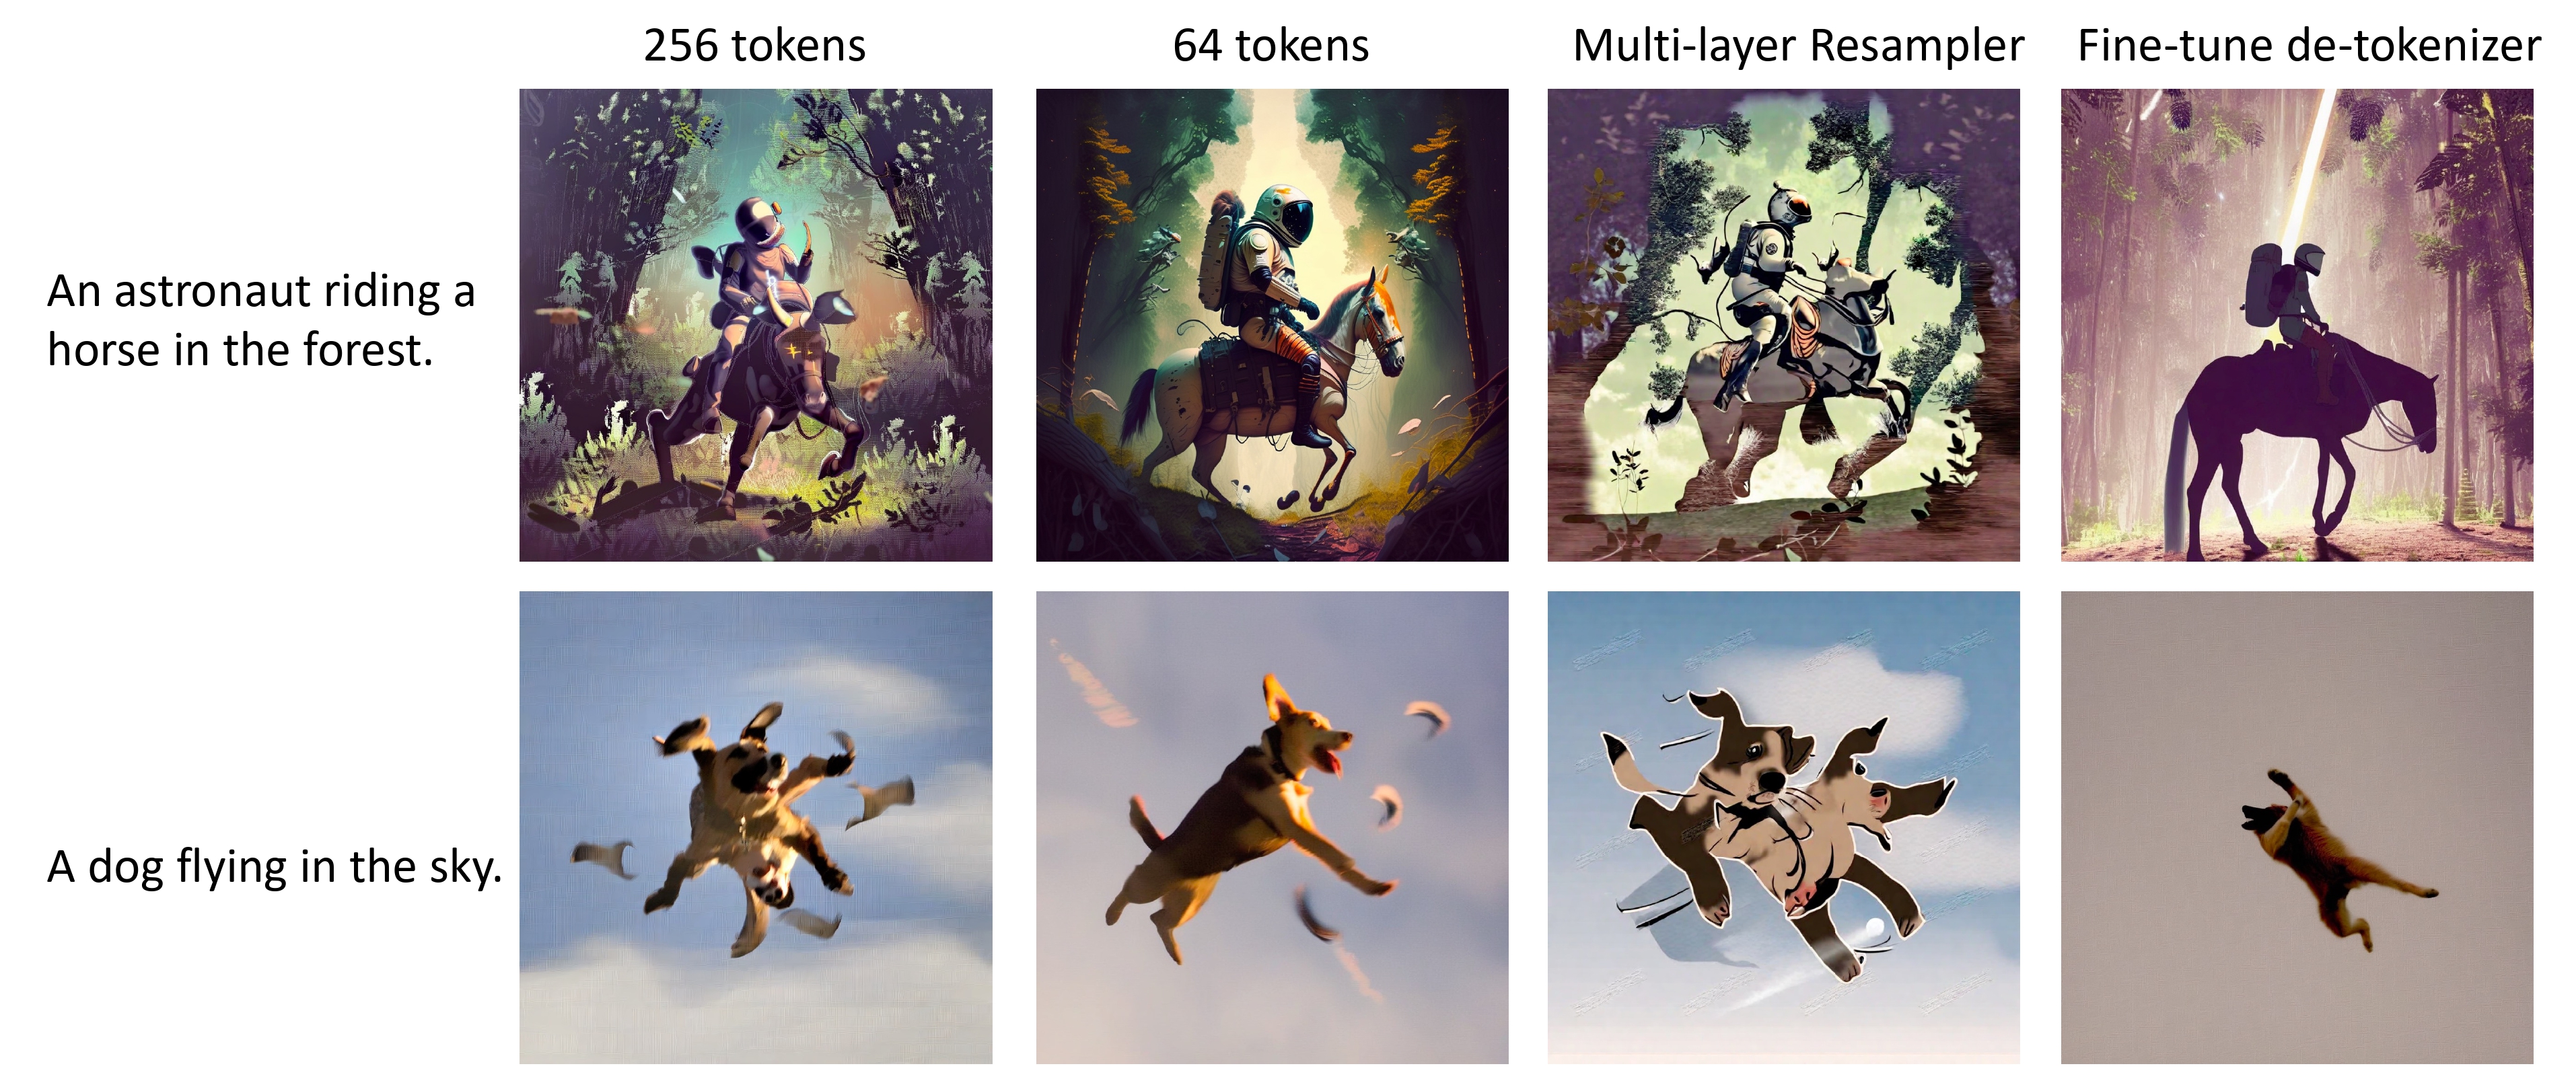 256 tokens
64 tokens
Multi-layer Resampler
Fine-tune de-tokenizer
An astronaut riding a
horse in the forest.
A dog flying in the sky.